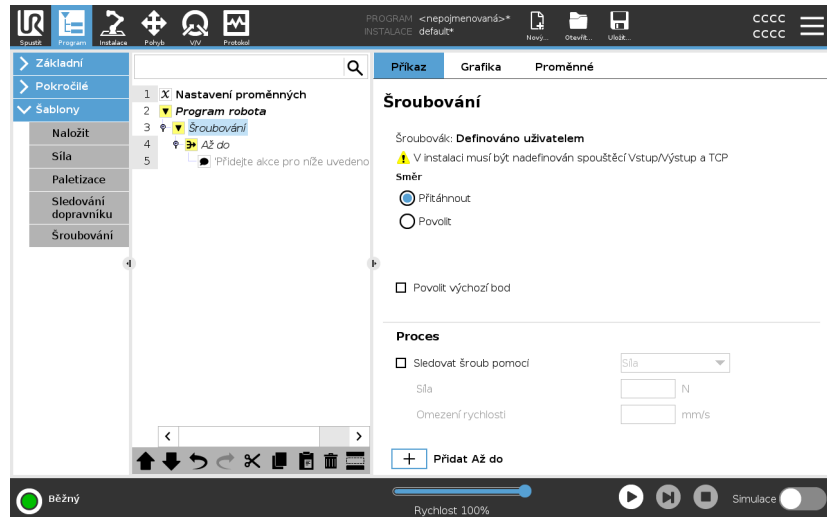 PROGRAM <nepojmenovaná>*
INSTALACE default*
Spustit Program Instalace Pohyb V/V Protokol Nový... Otevřít... Uložit...
cccc
cccc
Základní
Pokročilé
Šablony
Naložit
Síla
Paletizace
Sledování
dopravníku
Šroubování
1 X Nastavení proměnných
2 Program robota
3 Šroubování
4 Až do
5 'Přidejte akce pro níže uvedeno
Příkaz Grafika Proměnné
Šroubování
Šroubovák: Definováno uživatelem
V instalaci musí být nadefinován spouštěcí Vstup/Výstup a TCP
Směr
Přitáhnout
Povolit
Povolit výchozí bod
Proces
Sledovat šroub pomocí Síla
Síla N
Omezení rychlosti mm/s
+ Přidat Až do
Běžný
Rychlost 100%
Simulace